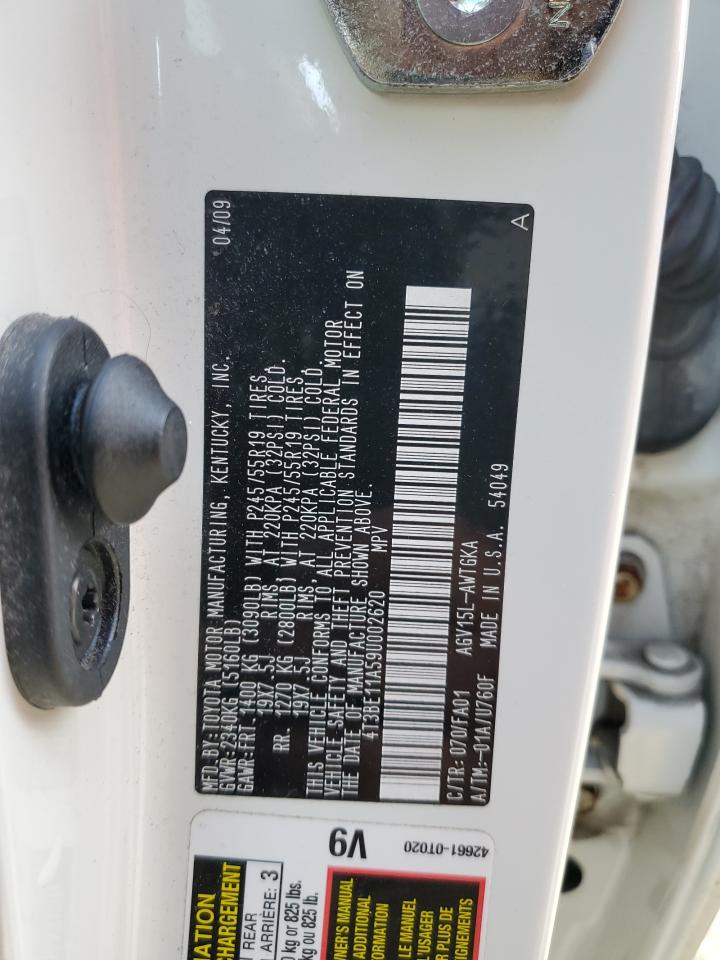 MFD.BY:TOYOTA MOTOR MANUFACTURING, KENTUCKY, INC. 04/09
GVWR:2340KG (5160LB)
GAWR:FRT.1400 KG (3090LB) WITH P245/55R19 TIRES,
19X7.5J RIMS, AT 220KPA (32PSI) COLD.
RR. 1270 KG (2800LB) WITH P245/55R19 TIRES,
19X7.5J RIMS, AT 220KPA (32PSI) COLD.
THIS VEHICLE CONFORMS TO ALL APPLICABLE FEDERAL MOTOR
VEHICLE SAFETY AND THEFT PREVENTION STANDARDS IN EFFECT ON
THE DATE OF MANUFACTURE SHOWN ABOVE.
4T3BE11A59U002620 MPV
C/TR: 070/FA01 AGV15L-AWTGKA
A/TM:-01A/U760F MADE IN U.S.A. 54049 A
V9
42661-0T020
MATION
CHARGEMENT
REAR
ARRIÈRE: 3
kg or 825 lbs.
kg ou 825 lb.
OWNER'S MANUAL
ADDITIONAL
LE MANUEL
L'USAGER
PLUS DE